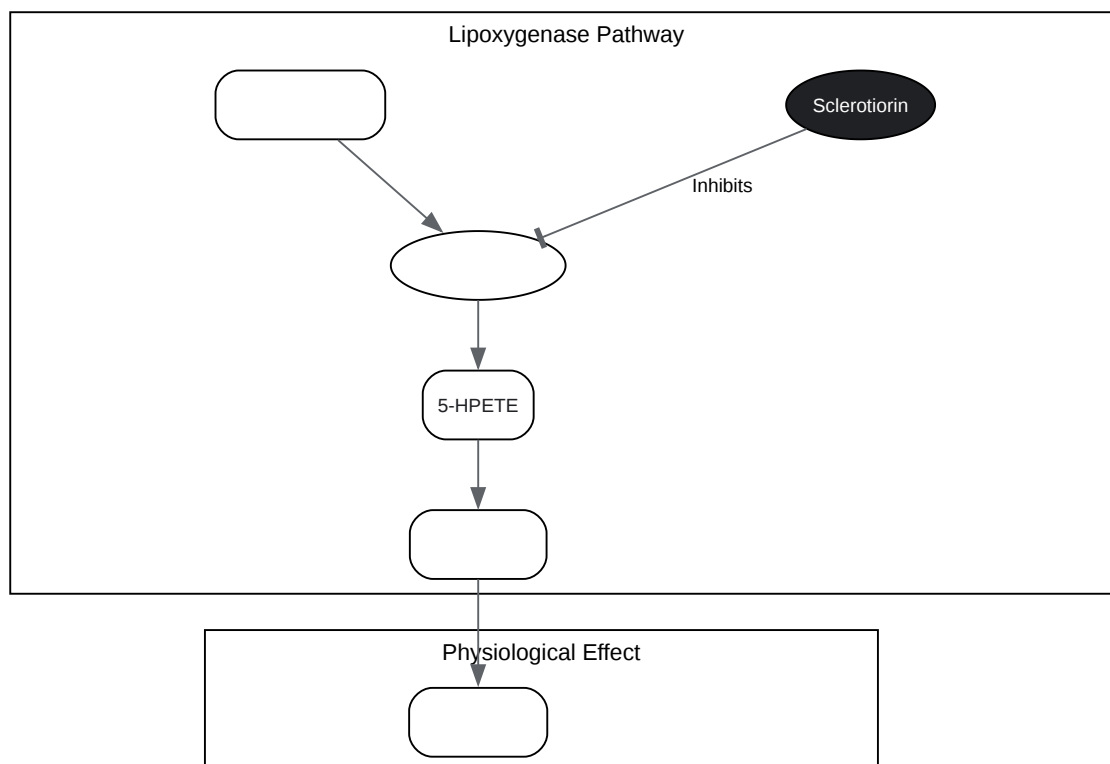 Lipoxygenase Pathway
Sclerotiorin
Inhibits
5-HPETE
Physiological Effect